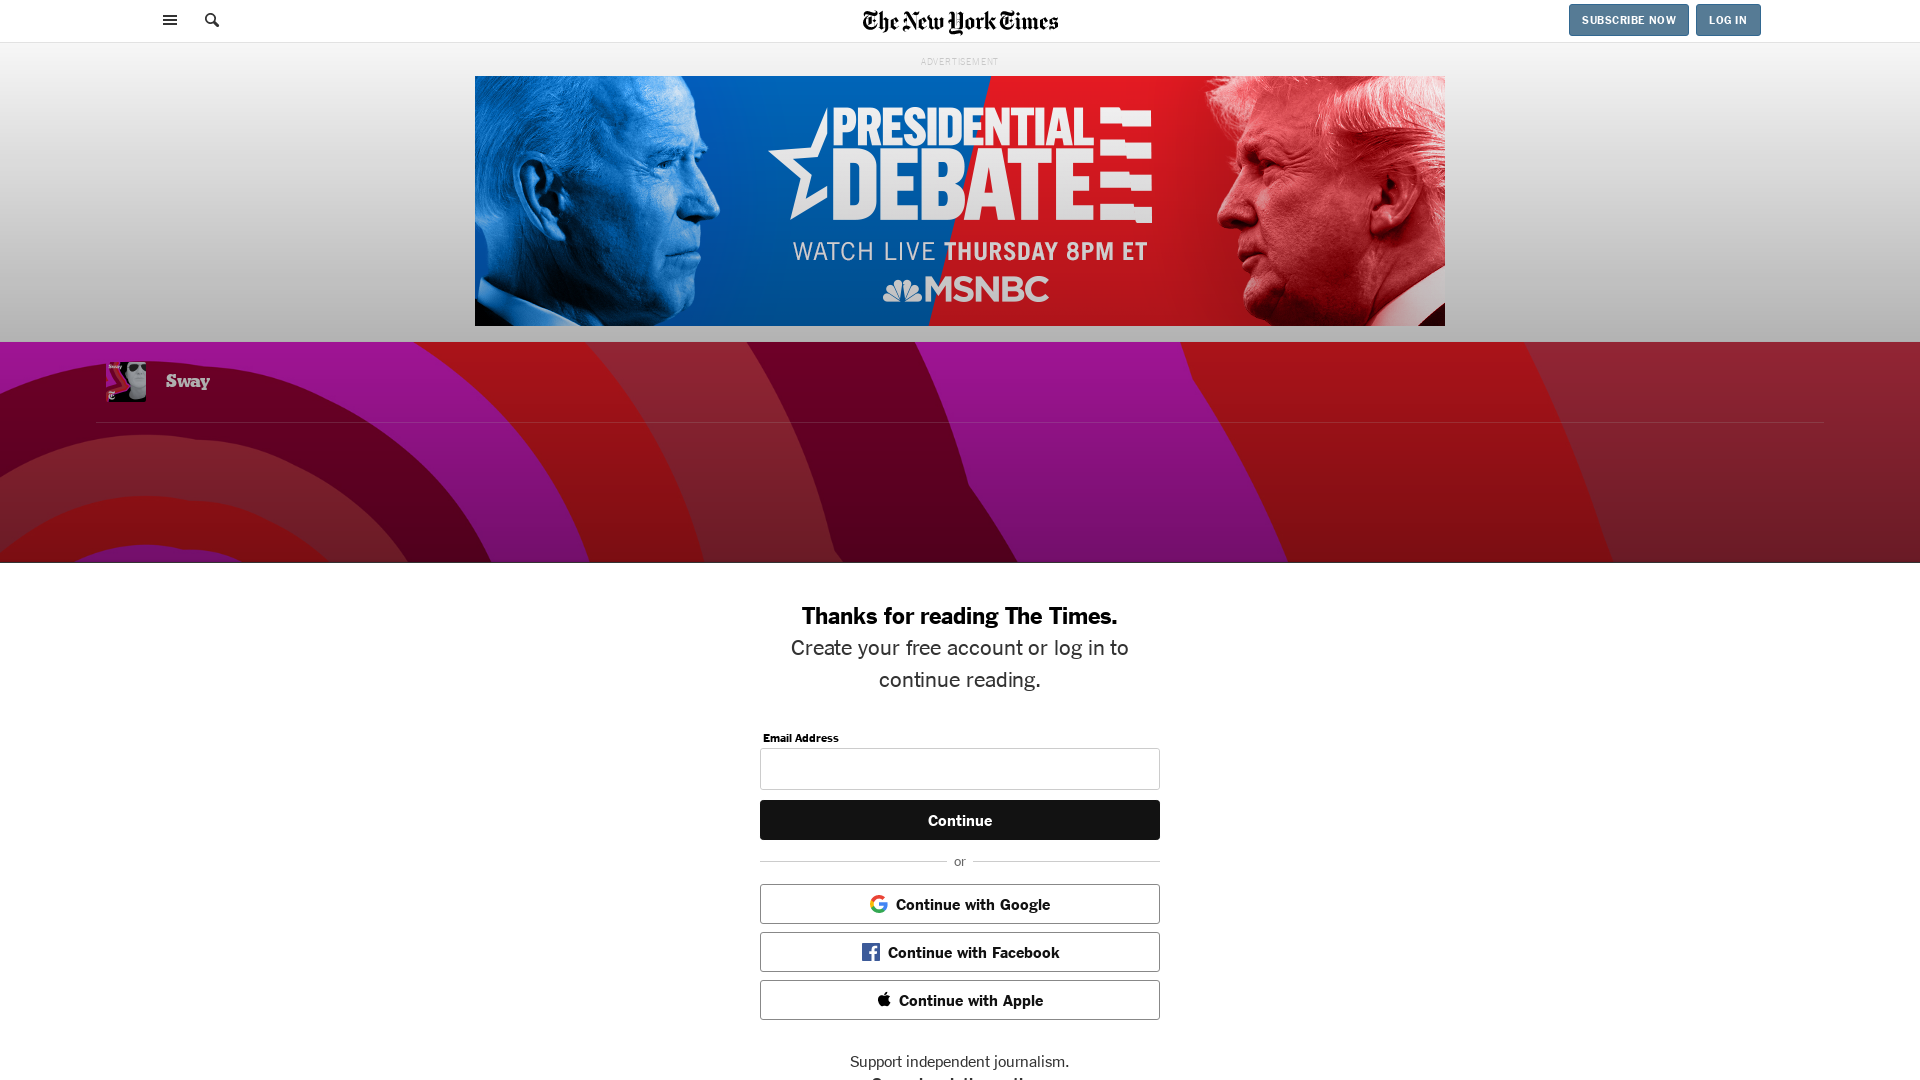 The New York Times
SUBSCRIBE NOW
LOG IN
ADVERTISEMENT
PRESIDENTIAL
DEBATE
WATCH LIVE THURSDAY 8PM ET
MSNBC
Sway
Thanks for reading The Times.
Create your free account or log in to
continue reading.
Email Address
Continue
or
Continue with Google
Continue with Facebook
Continue with Apple
Support independent journalism.